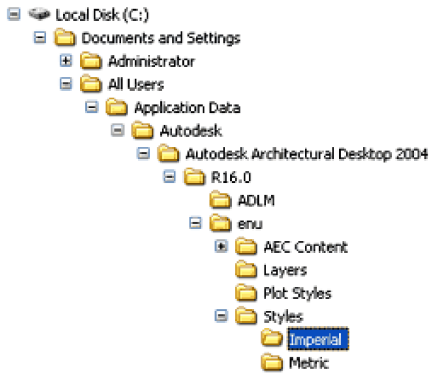 Local Disk (C:)
Documents and Settings
Administrator
All Users
Application Data
Autodesk
Autodesk Architectural Desktop 2004
R16.0
ADLM
enu
AEC Content
Layers
Plot Styles
Styles
Imperial
Metric